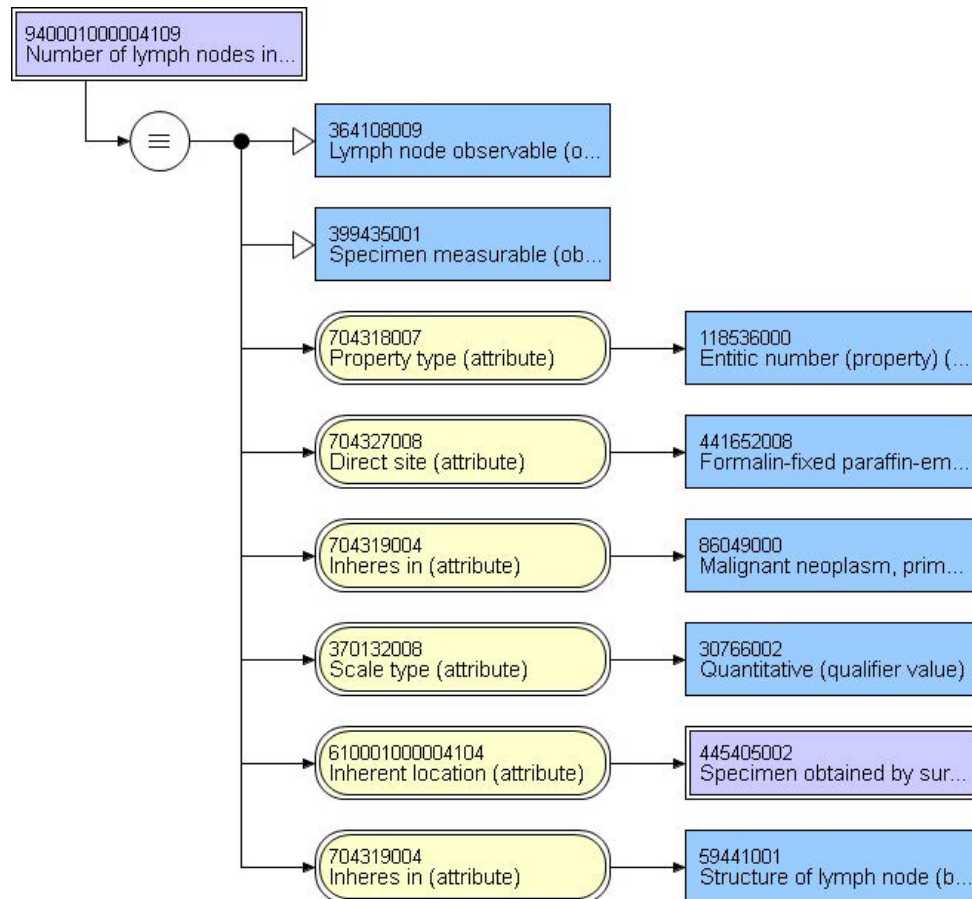 940001000004109
Number of lymph nodes in...
364108009
Lymph node observable (o...
399435001
Specimen measurable (ob...
704318007
Property type (attribute)
118536000
Entitic number (property) (...
704327008
Direct site (attribute)
441652008
Formalin-fixed paraffin-em...
704319004
Inheres in (attribute)
86049000
Malignant neoplasm, prim...
370132008
Scale type (attribute)
30766002
Quantitative (qualifier value)
610001000004104
Inherent location (attribute)
445405002
Specimen obtained by sur...
704319004
Inheres in (attribute)
59441001
Structure of lymph node (b...